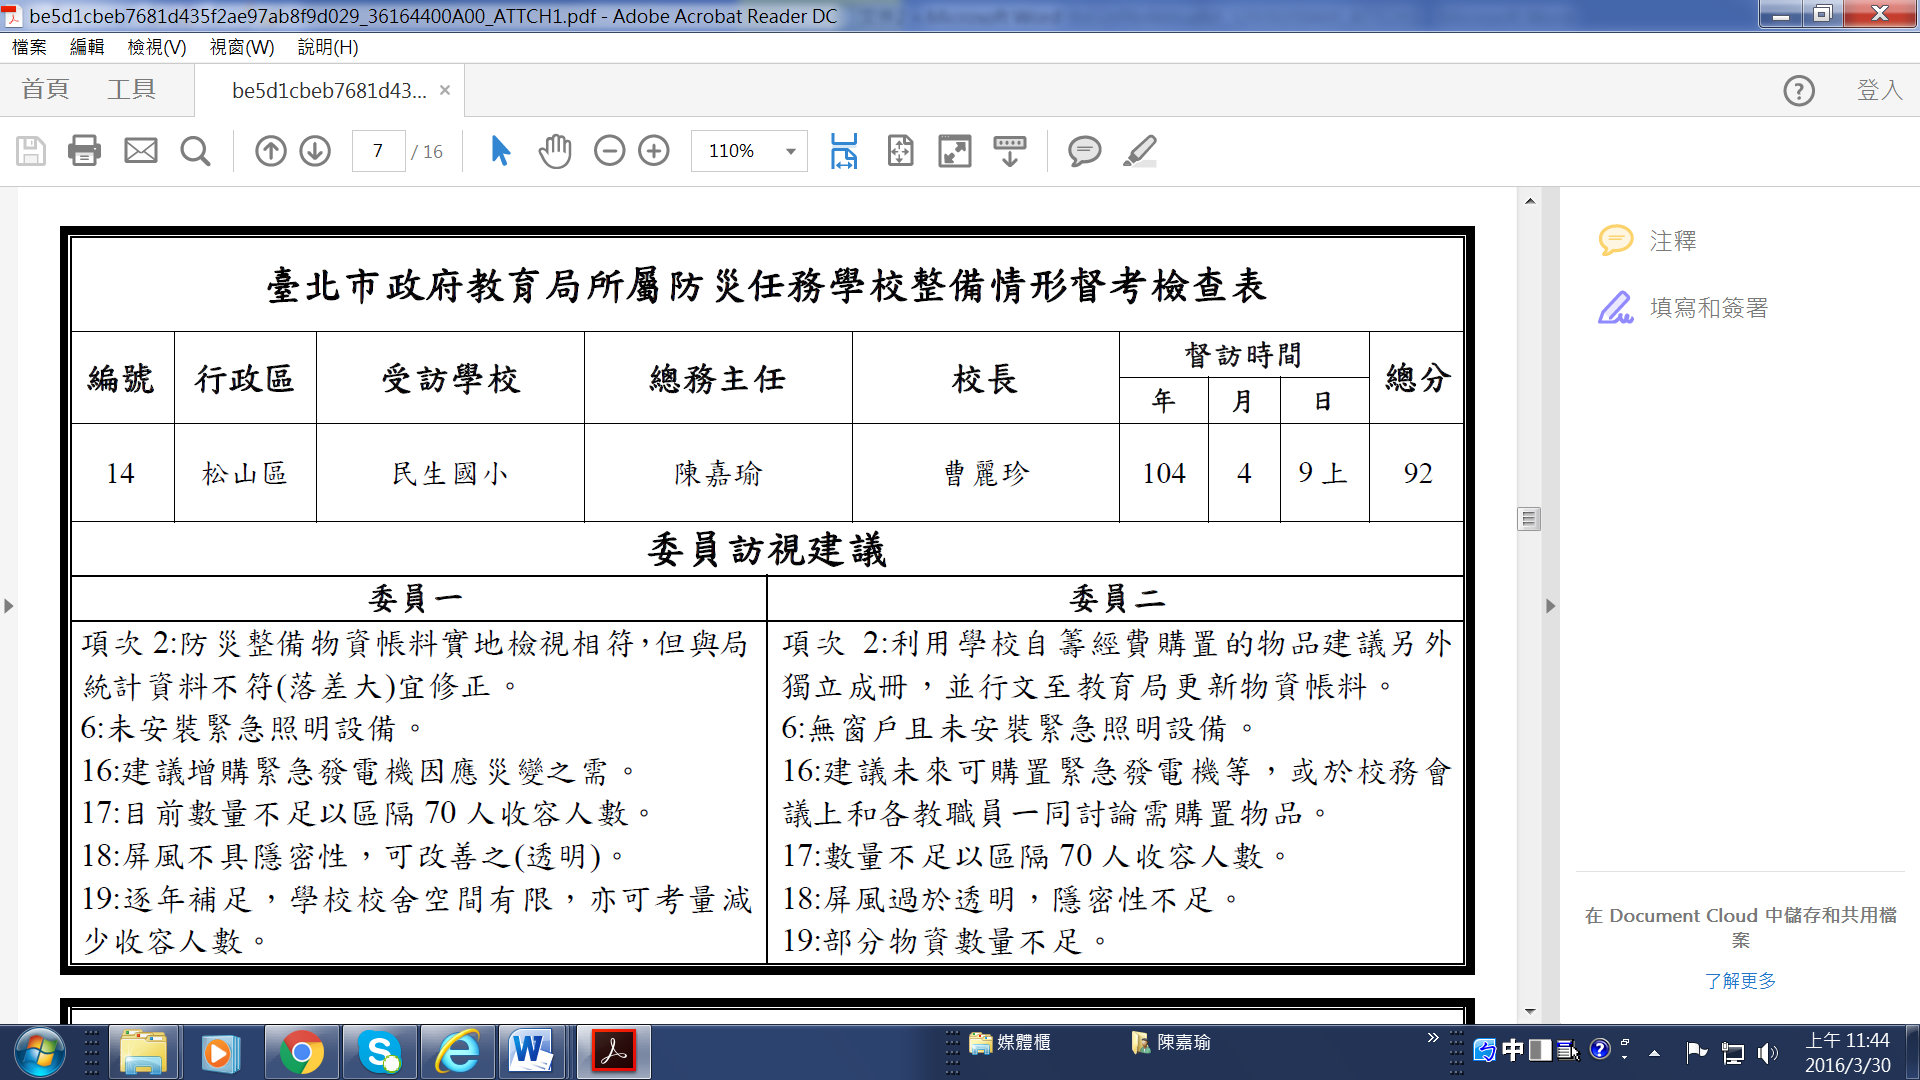 be5d1cbeb7681d435f2ae97ab8f9d029_36164400A00_ATTCH1.pdf - Adobe Acrobat Reader DC
檔案 編輯 檢視(V) 視窗(W) 說明(H)
首頁 工具 be5d1cbeb7681d43... × 登入
7 / 16 110%
臺北市政府教育局所屬防災任務學校整備情形督考檢查表
編號 行政區 受訪學校 總務主任 校長 督訪時間 總分
年 月 日
14 松山區 民生國小 陳嘉瑜 曹麗珍 104 4 9上 92
委員訪視建議
委員一
項次 2:防災整備物資帳料實地檢視相符,但與局
統計資料不符(落差大)宜修正。
6:未安裝緊急照明設備。
16:建議增購緊急發電機因應災變之需。
17:目前數量不足以區隔 70 人收容人數。
18:屏風不具隱密性，可改善之(透明)。
19:逐年補足，學校校舍空間有限，亦可考量減
少收容人數。
委員二
項次 2:利用學校自籌經費購置的物品建議另外
獨立成冊，並行文至教育局更新物資帳料。
6:無窗戶且未安裝緊急照明設備。
16:建議未來可購置緊急發電機等，或於校務會
議上和各教職員一同討論需購置物品。
17:數量不足以區隔 70 人收容人數。
18:屏風過於透明，隱密性不足。
19:部分物資數量不足。
注釋
填寫和簽署
在 Document Cloud 中儲存和共用檔
案
了解更多
媒體櫃 陳嘉瑜 中
上午 11:44
2016/3/30